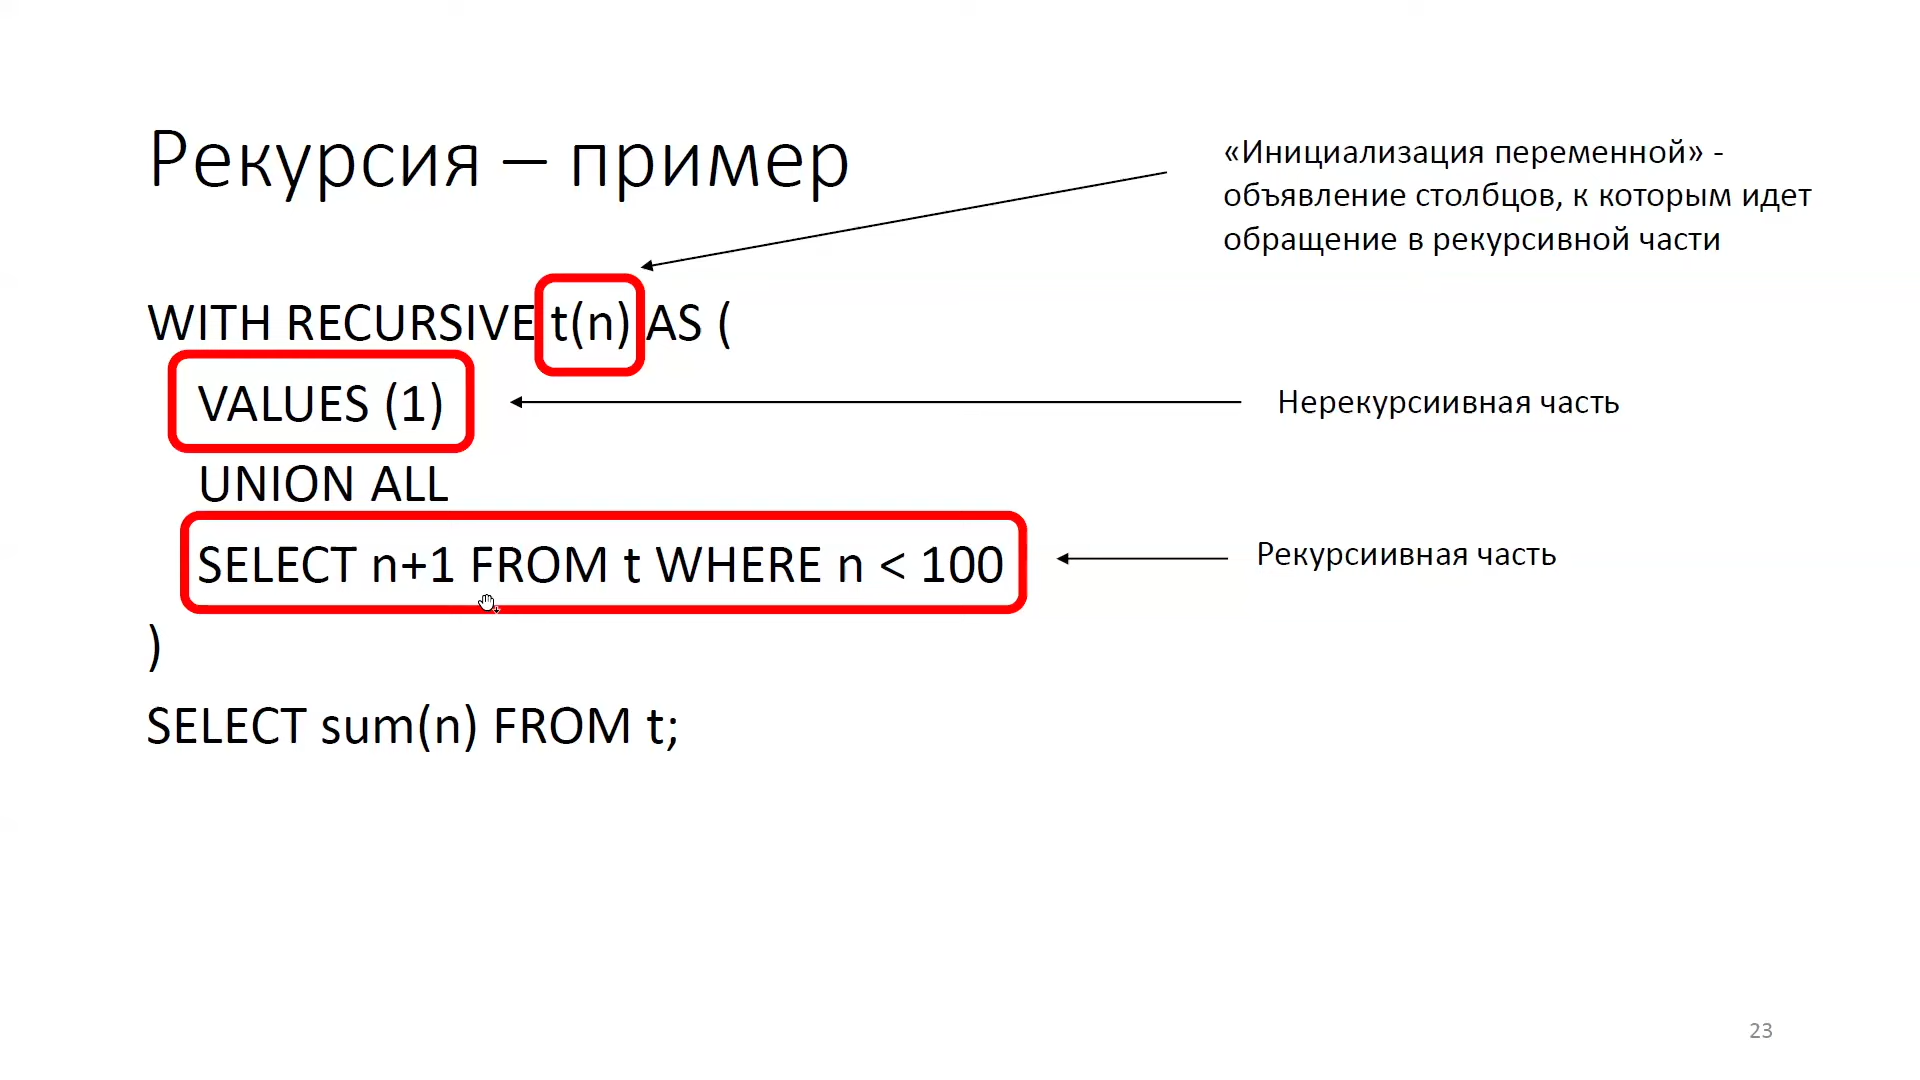 Рекурсия – пример
«Инициализация переменной» -
объявление столбцов, к которым идет
обращение в рекурсивной части
WITH RECURSIVE t(n) AS (
VALUES (1)
Нерекурсиивная часть
UNION ALL
SELECT n+1 FROM t WHERE n < 100
Рекурсиивная часть
)
SELECT sum(n) FROM t;
23